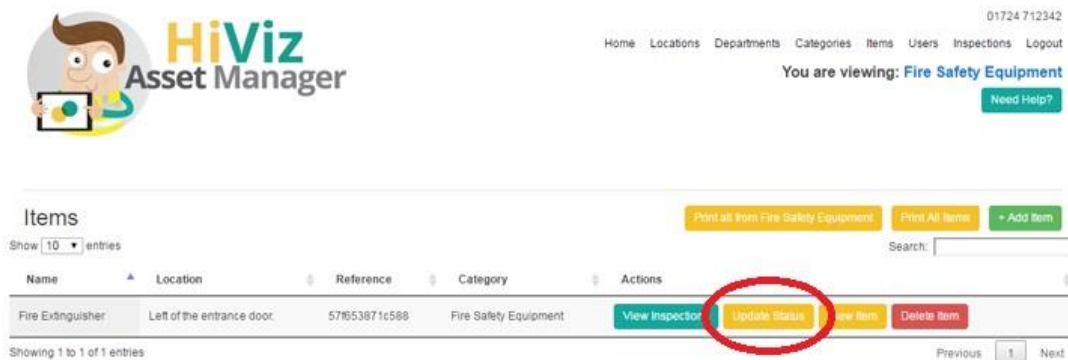 01724 712342
HiViz
Asset Manager
Home Locations Departments Categories Items Users Inspections Logout
You are viewing: Fire Safety Equipment
Need Help?
Items
Print all from Fire Safety Equipment Print All Items + Add Item
Show 10 entries
Search:
Name Location Reference Category Actions
Fire Extinguisher Left of the entrance door. 57f653871c588 Fire Safety Equipment View Inspections Update Status View Item Delete Item
Showing 1 to 1 of 1 entries
Previous 1 Next